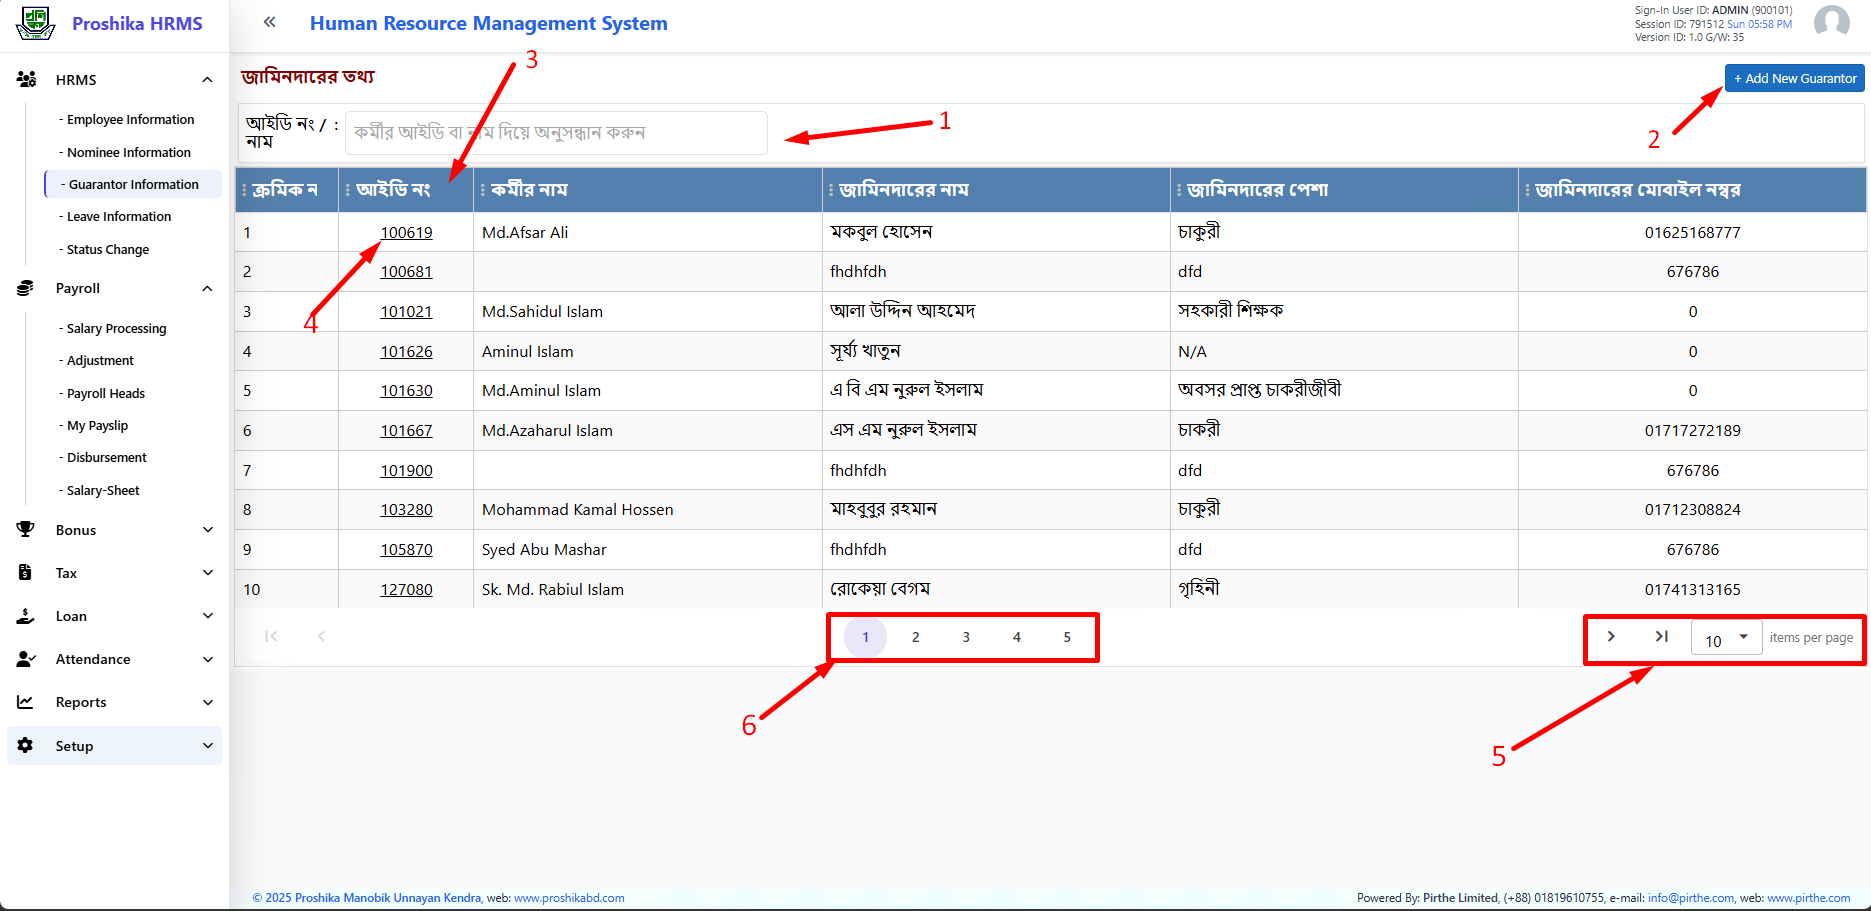 Proshika HRMS
Human Resource Management System
Sign-In User ID: ADMIN (900101)
Session ID: 791512 Sun 05:58 PM
Version ID: 1.0 G/W: 35
HRMS
- Employee Information
- Nominee Information
- Guarantor Information
- Leave Information
- Status Change
Payroll
- Salary Processing
- Adjustment
- Payroll Heads
- My Payslip
- Disbursement
- Salary-Sheet
Bonus
Tax
Loan
Attendance
Reports
Setup
জামিনদারের তথ্য
+ Add New Guarantor
3
1
2
আইডি নং / :
নাম
কর্মীর আইডি বা নাম দিয়ে অনুসন্ধান করুন
ক্রমিক ন আইডি নং কর্মীর নাম জামিনদারের নাম জামিনদারের পেশা জামিনদারের মোবাইল নম্বর
1 100619 Md.Afsar Ali মকবুল হোসেন চাকুরী 01625168777
2 100681 fhdhfdh dfd 676786
4
3 101021 Md.Sahidul Islam আলা উদ্দিন আহমেদ সহকারী শিক্ষক 0
4 101626 Aminul Islam সূর্য্য খাতুন N/A 0
5 101630 Md.Aminul Islam এ বি এম নুরুল ইসলাম অবসর প্রাপ্ত চাকরীজীবী 0
6 101667 Md.Azaharul Islam এস এম নুরুল ইসলাম চাকরী 01717272189
7 101900 fhdhfdh dfd 676786
8 103280 Mohammad Kamal Hossen মাহবুবুর রহমান চাকুরী 01712308824
9 105870 Syed Abu Mashar fhdhfdh dfd 676786
10 127080 Sk. Md. Rabiul Islam রোকেয়া বেগম গৃহিনী 01741313165
1 2 3 4 5
10 items per page
6
5
© 2025 Proshika Manobik Unnayan Kendra, web: www.proshikabd.com
Powered By: Pirthe Limited, (+88) 01819610755, e-mail: info@pirthe.com, web: www.pirthe.com